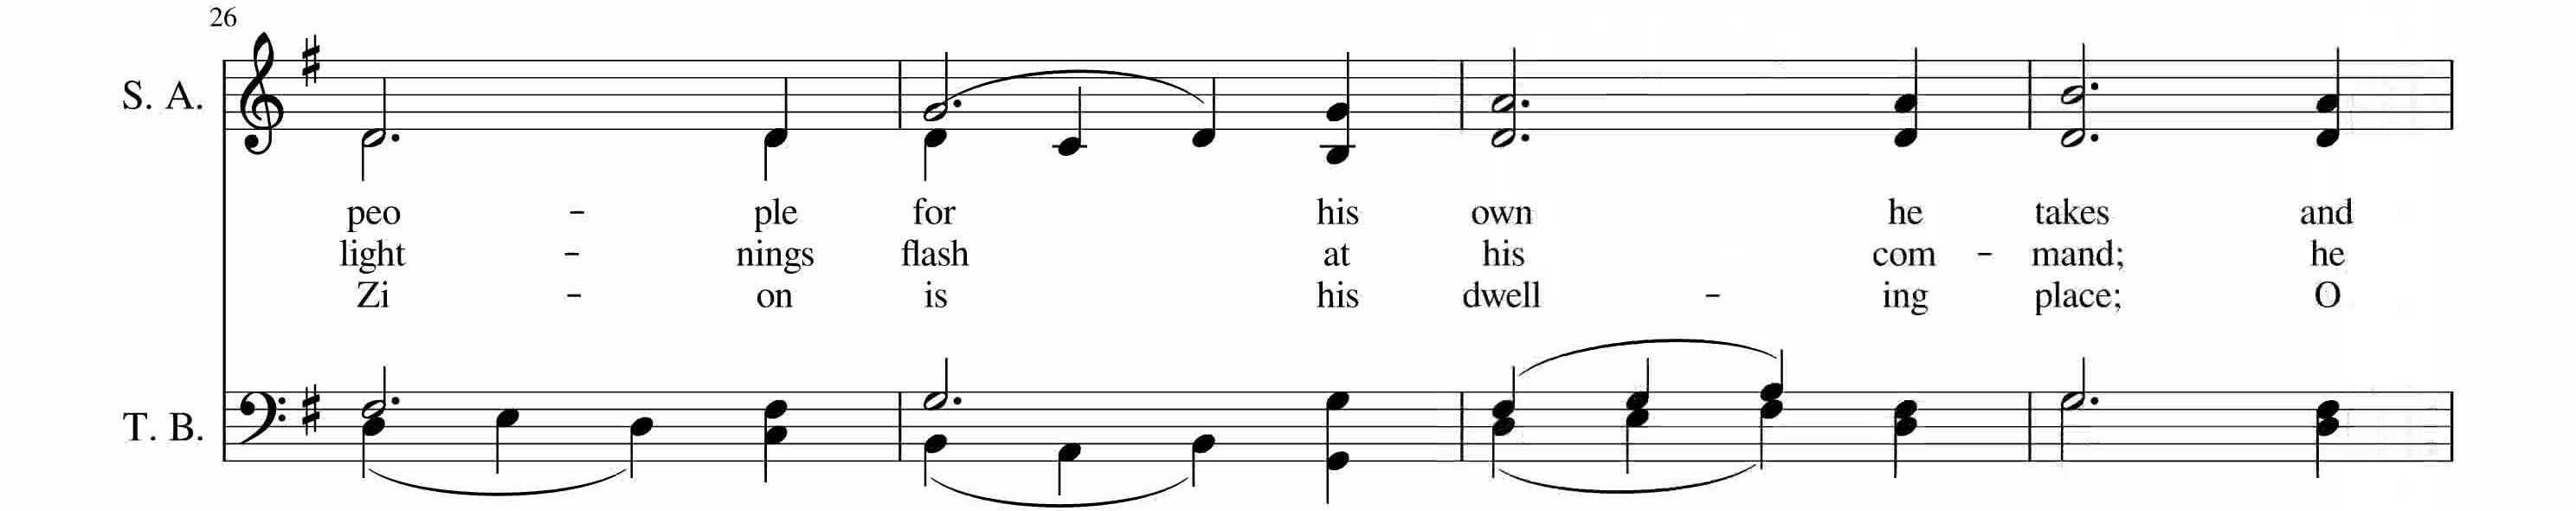 26
S. A.
peo - ple for his own he takes and
light - nings flash at his com - mand; he
Zi - on is his dwell - ing place; O
T. B.